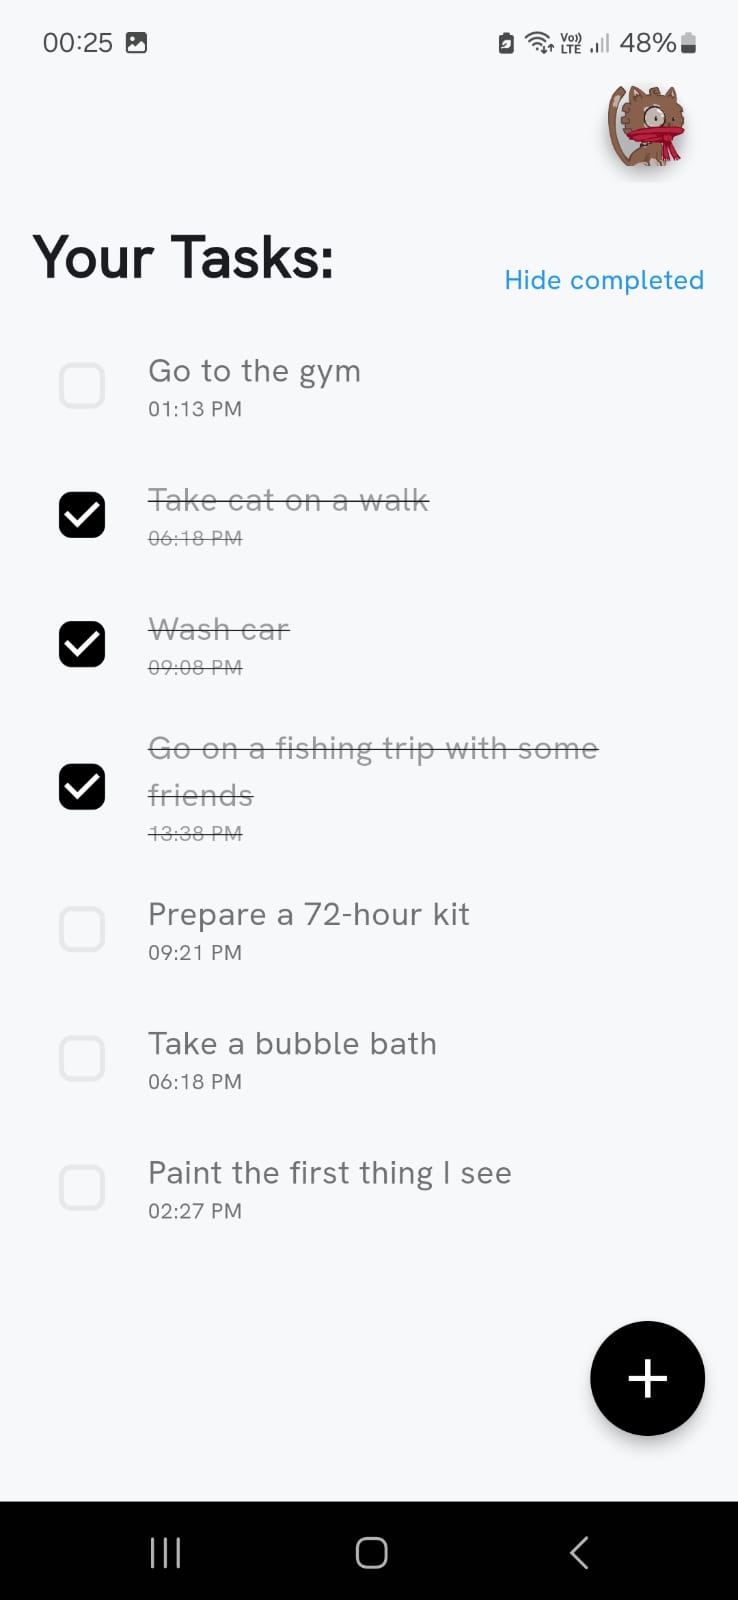 00:25
Vo)) LTE 48%
Your Tasks:
Hide completed
Go to the gym
01:13 PM
Take cat on a walk
06:18 PM
Wash car
09:08 PM
Go on a fishing trip with some
friends
13:38 PM
Prepare a 72-hour kit
09:21 PM
Take a bubble bath
06:18 PM
Paint the first thing I see
02:27 PM